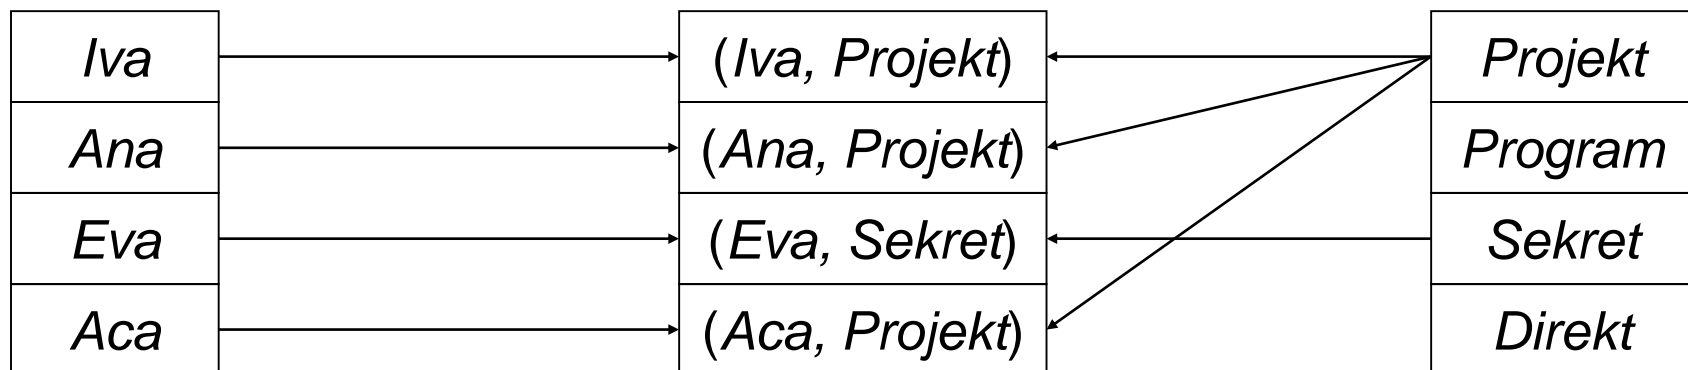 Iva (Iva, Projekt) Projekt
Ana (Ana, Projekt) Program
Eva (Eva, Sekret) Sekret
Aca (Aca, Projekt) Direkt